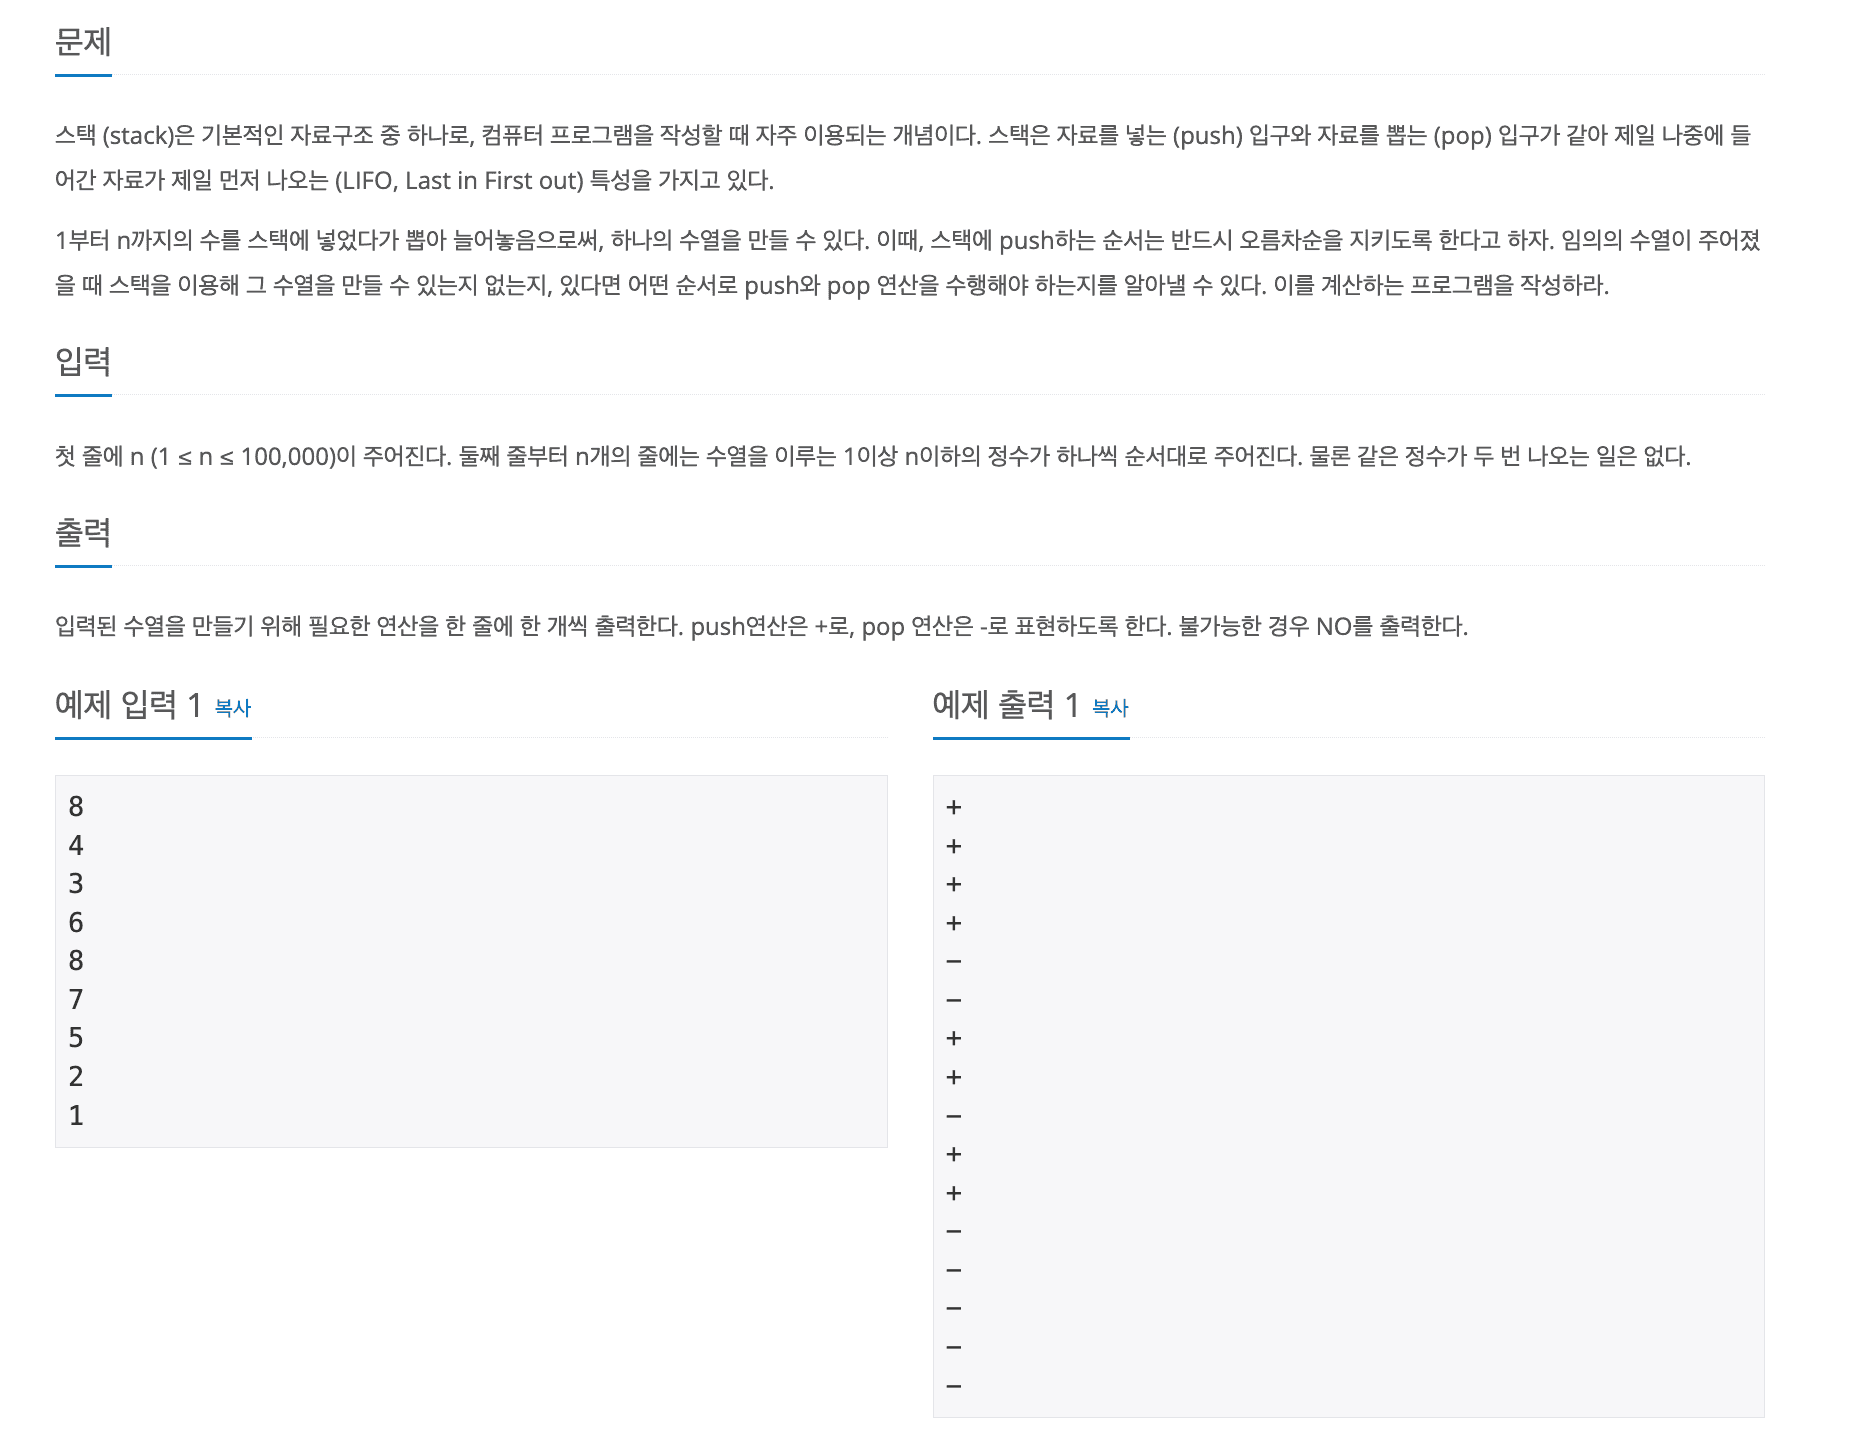 문제
스택 (stack)은 기본적인 자료구조 중 하나로, 컴퓨터 프로그램을 작성할 때 자주 이용되는 개념이다. 스택은 자료를 넣는 (push) 입구와 자료를 뽑는 (pop) 입구가 같아 제일 나중에 들
어간 자료가 제일 먼저 나오는 (LIFO, Last in First out) 특성을 가지고 있다.
1부터 n까지의 수를 스택에 넣었다가 뽑아 늘어놓음으로써, 하나의 수열을 만들 수 있다. 이때, 스택에 push하는 순서는 반드시 오름차순을 지키도록 한다고 하자. 임의의 수열이 주어졌
을 때 스택을 이용해 그 수열을 만들 수 있는지 없는지, 있다면 어떤 순서로 push와 pop 연산을 수행해야 하는지를 알아낼 수 있다. 이를 계산하는 프로그램을 작성하라.
입력
첫 줄에 n (1 ≤ n ≤ 100,000)이 주어진다. 둘째 줄부터 n개의 줄에는 수열을 이루는 1이상 n이하의 정수가 하나씩 순서대로 주어진다. 물론 같은 정수가 두 번 나오는 일은 없다.
출력
입력된 수열을 만들기 위해 필요한 연산을 한 줄에 한 개씩 출력한다. push연산은 +로, pop 연산은 -로 표현하도록 한다. 불가능한 경우 NO를 출력한다.
예제 입력 1 복사
8
4
3
6
8
7
5
2
1
예제 출력 1 복사
+
+
+
+
-
-
+
+
-
+
+
-
-
-
-
-